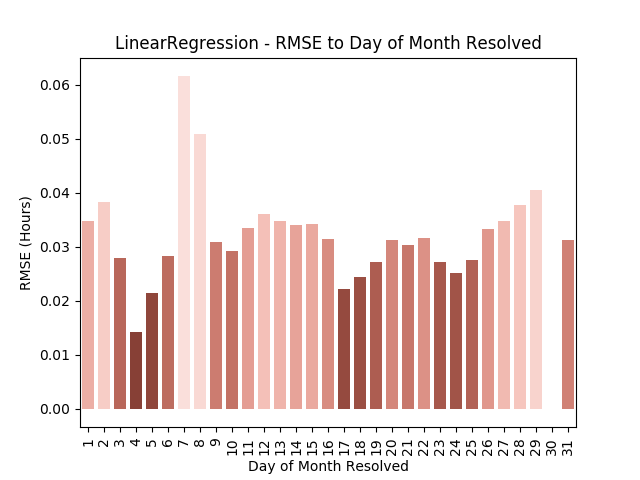 LinearRegression - RMSE to Day of Month Resolved
RMSE (Hours)
0.06
0.05
0.04
0.03
0.02
0.01
0.00
1 2 3 4 5 6 7 8 9 10 11 12 13 14 15 16 17 18 19 20 21 22 23 24 25 26 27 28 29 30 31
Day of Month Resolved